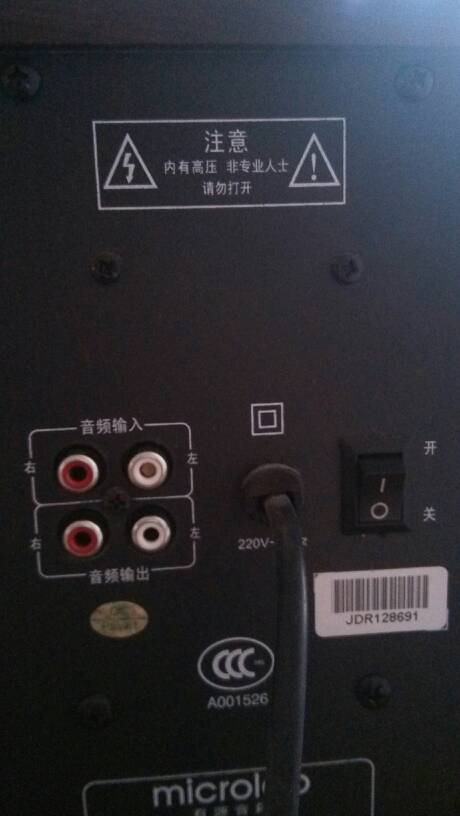 注意
内有高压 非专业人士
请勿打开
音频输入
右
左
开
关
右
左
音频输出
220V~
JDR128691
CCC
A001526